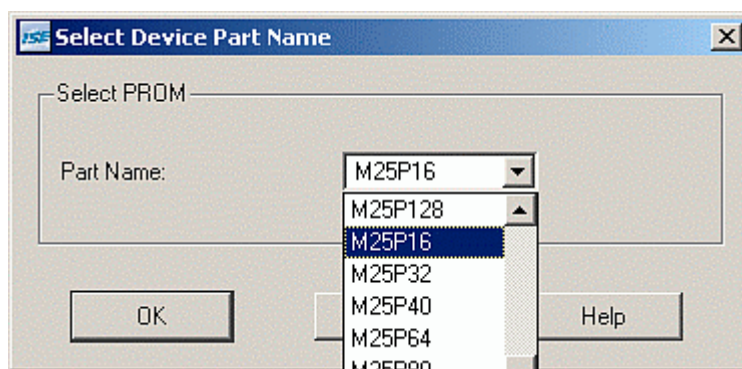 ISE Select Device Part Name
Select PROM
Part Name:
M25P16
M25P128
M25P16
M25P32
M25P40
M25P64
OK
Help